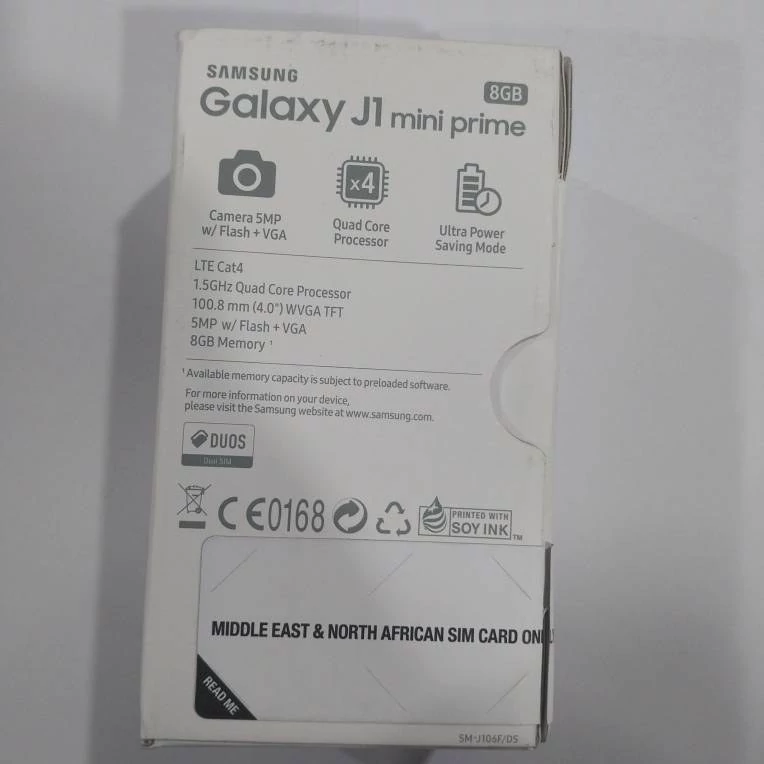 SAMSUNG
8GB
Galaxy J1 mini prime
x4
Camera 5MP
w/ Flash + VGA
Quad Core
Processor
Ultra Power
Saving Mode
LTE Cat4
1.5GHz Quad Core Processor
100.8 mm (4.0") WVGA TFT
5MP w/ Flash + VGA
8GB Memory ¹
¹ Available memory capacity is subject to preloaded software.
For more information on your device,
please visit the Samsung website at www.samsung.com.
DUOS
Dual SIM
CE0168
PRINTED WITH
SOY INK™
MIDDLE EAST & NORTH AFRICAN SIM CARD ONLY
READ ME
SM-J106F/DS